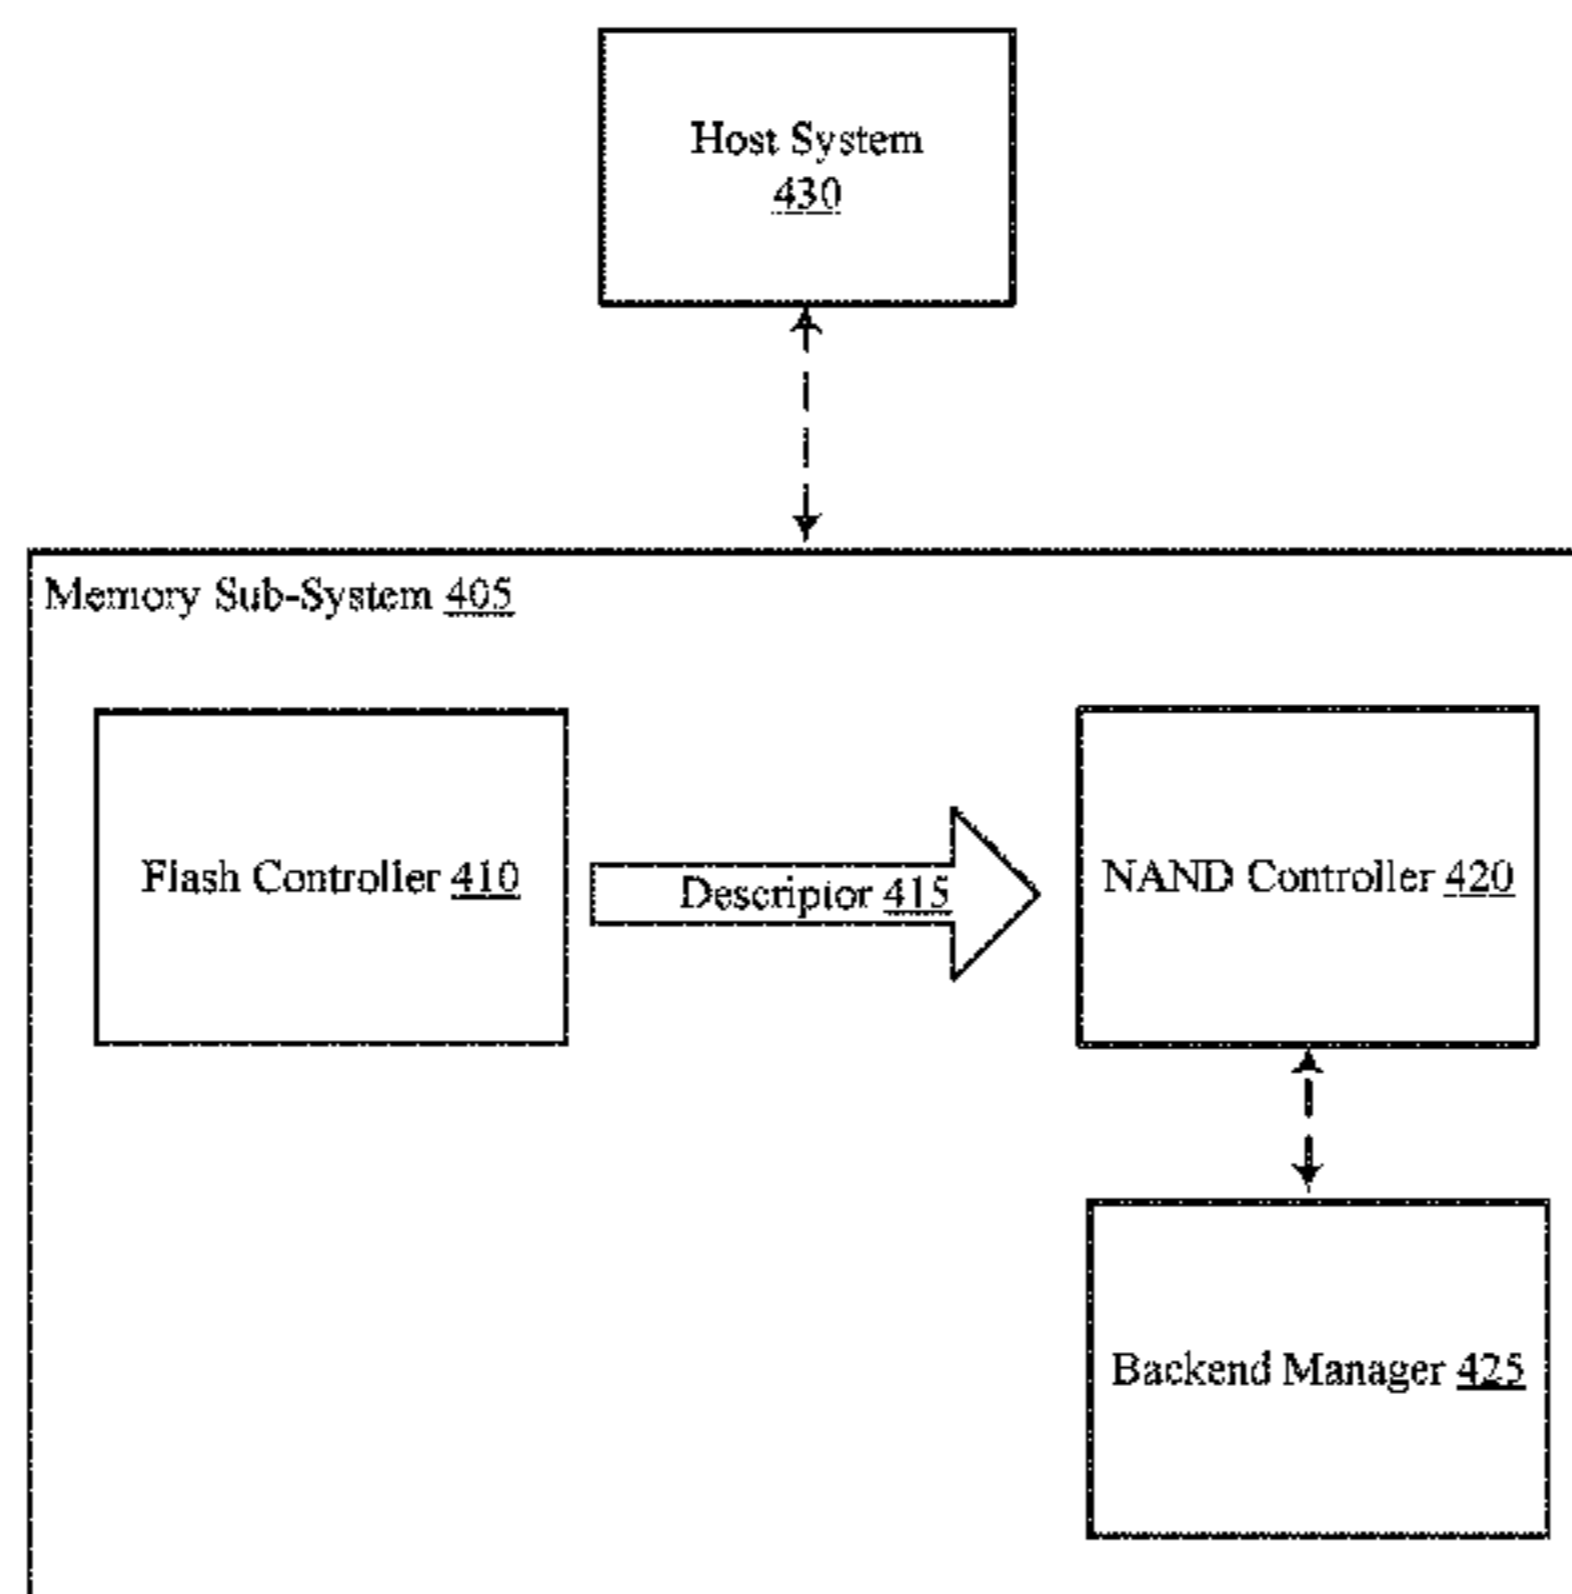 Host System
430
Memory Sub-System 405
Flash Controller 410
Descriptor 415
NAND Controller 420
Backend Manager 425